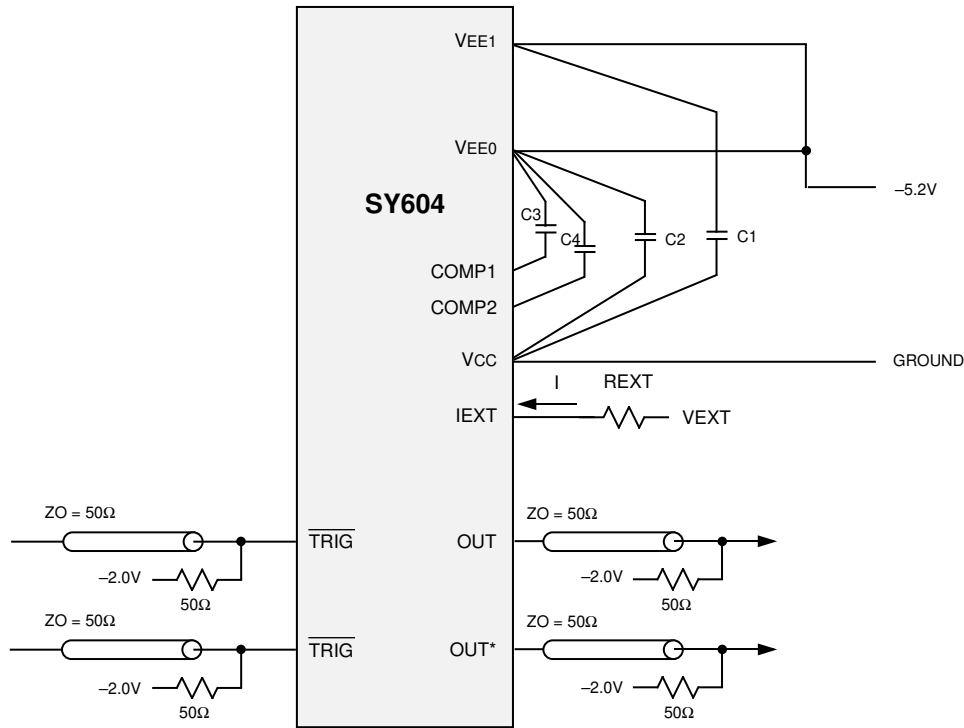 VEE1
VEE0
–5.2V
SY604
C3
C4
C2
C1
COMP1
COMP2
VCC
GROUND
I
REXT
IEXT
VEXT
ZO = 50Ω
ZO = 50Ω
TRIG
OUT
–2.0V
–2.0V
50Ω
50Ω
ZO = 50Ω
ZO = 50Ω
TRIG
OUT*
–2.0V
–2.0V
50Ω
50Ω